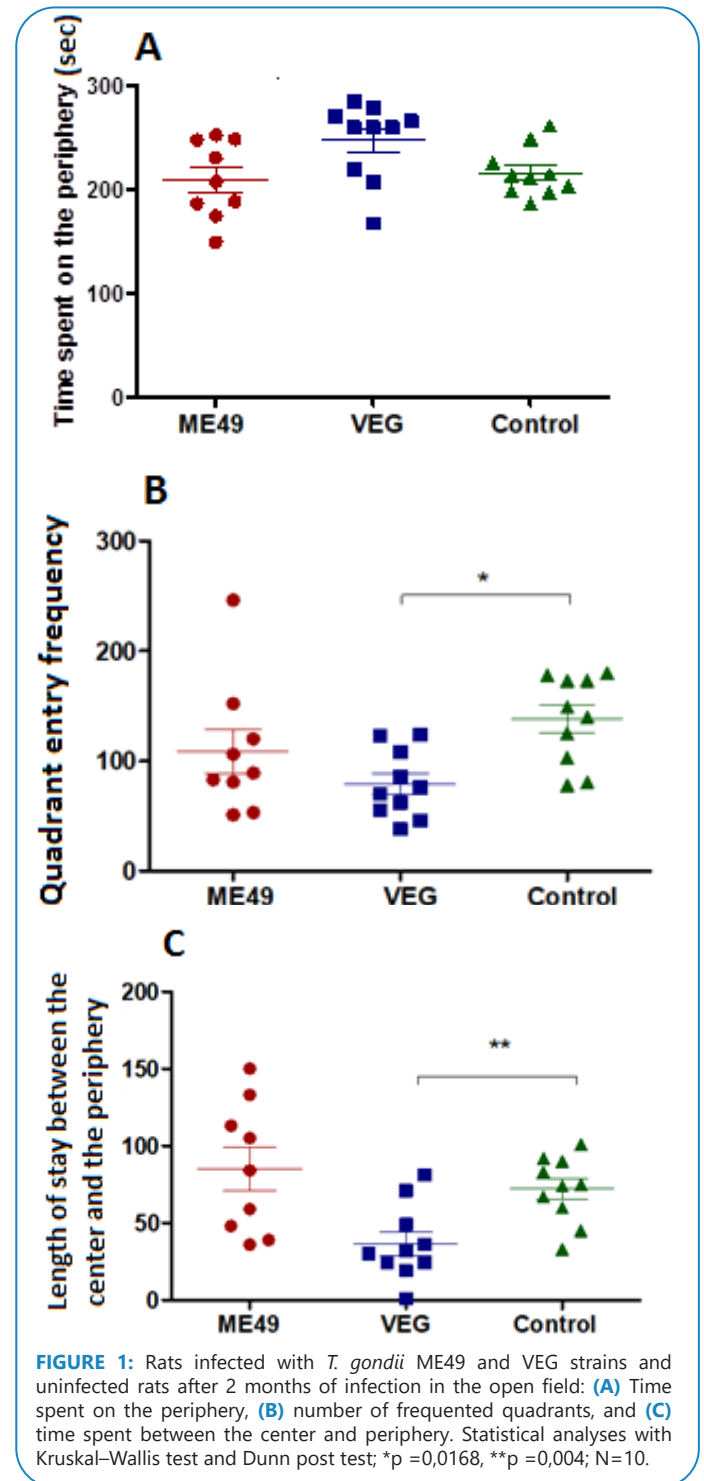 A
Time spent on the periphery (sec)
300
200
100
0
ME49 VEG Control
B
Quadrant entry frequency
300
200
100
0
*
ME49 VEG Control
C
Length of stay between the
center and the periphery
200
150
100
50
0
**
ME49 VEG Control
FIGURE 1: Rats infected with T. gondii ME49 and VEG strains and
uninfected rats after 2 months of infection in the open field: (A) Time
spent on the periphery, (B) number of frequented quadrants, and (C)
time spent between the center and periphery. Statistical analyses with
Kruskal–Wallis test and Dunn post test; *p =0,0168, **p =0,004; N=10.